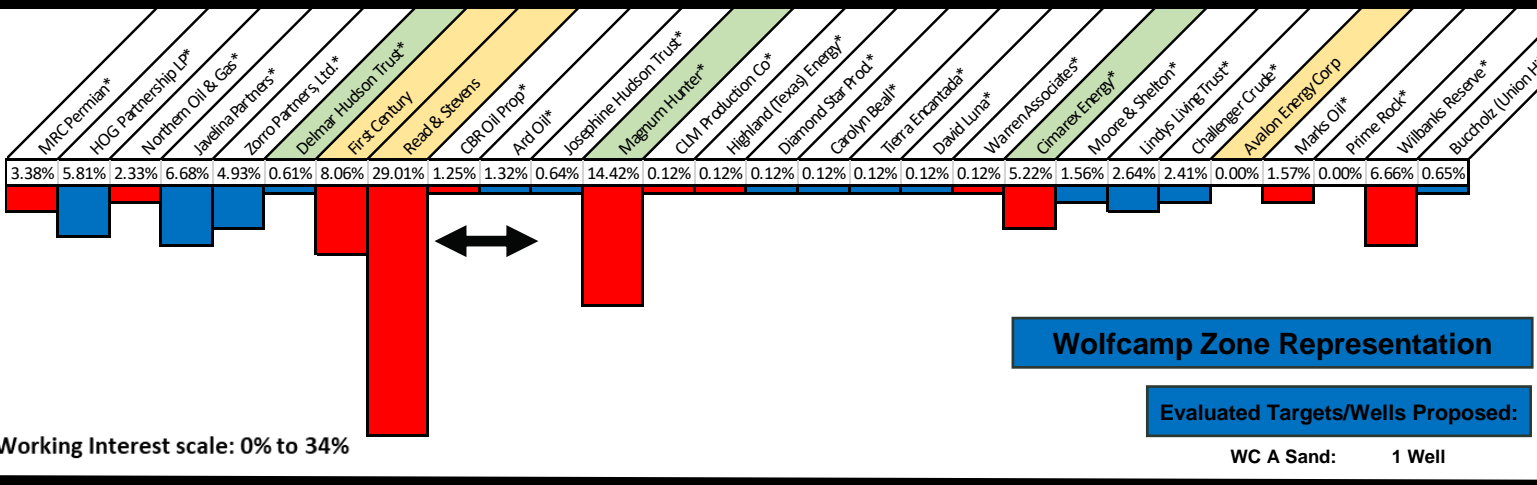 MRC Permian*
HOG Partnership LP*
Northern Oil & Gas*
Javelina Partners*
Zorro Partners, Ltd.*
Delmar Hudson Trust*
First Century
Read & Stevens
CBR Oil Prop*
Ard Oil*
Josephine Hudson Trust*
Magnum Hunter*
CLM Production Co*
Highland (Texas) Energy*
Diamond Star Prod*
Carolyn Beall*
Tierra Encantada*
David Luna*
Warren Associates*
Cimarex Energy*
Moore & Shelton*
Lindys Living Trust*
Challenger Crude*
Avalon Energy Corp
Marks Oil*
Prime Rock*
Wilbanks Reserve*
Buccholz (Union H
3.38% 5.81% 2.33% 6.68% 4.93% 0.61% 8.06% 29.01% 1.25% 1.32% 0.64% 14.42% 0.12% 0.12% 0.12% 0.12% 0.12% 0.12% 0.12% 5.22% 1.56% 2.64% 2.41% 0.00% 1.57% 0.00% 6.66% 0.65%
Wolfcamp Zone Representation
Evaluated Targets/Wells Proposed:
Working Interest scale: 0% to 34%
WC A Sand: 1 Well